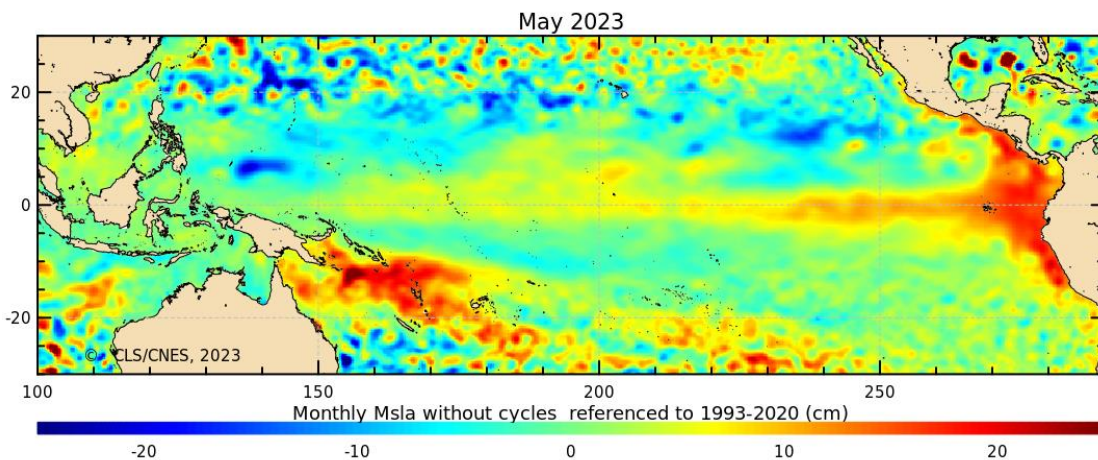 May 2023
20
0
-20
© CLS/CNES, 2023
100 150 200 250
Monthly Msla without cycles referenced to 1993-2020 (cm)
-20 -10 0 10 20